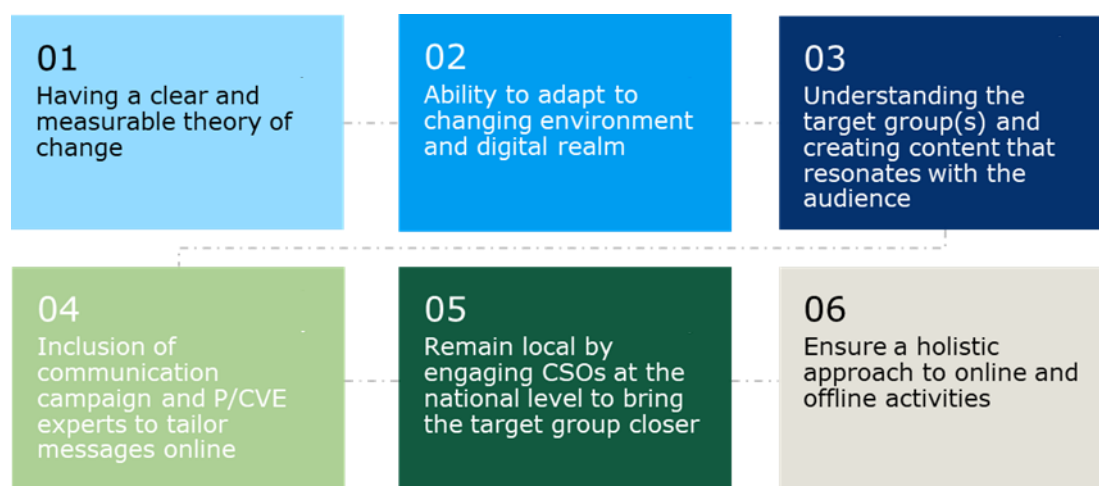 01
Having a clear and
measurable theory of
change
02
Ability to adapt to
changing environment
and digital realm
03
Understanding the
target group(s) and
creating content that
resonates with the
audience
04
Inclusion of
communication
campaign and P/CVE
experts to tailor
messages online
05
Remain local by
engaging CSOs at the
national level to bring
the target group closer
06
Ensure a holistic
approach to online and
offline activities